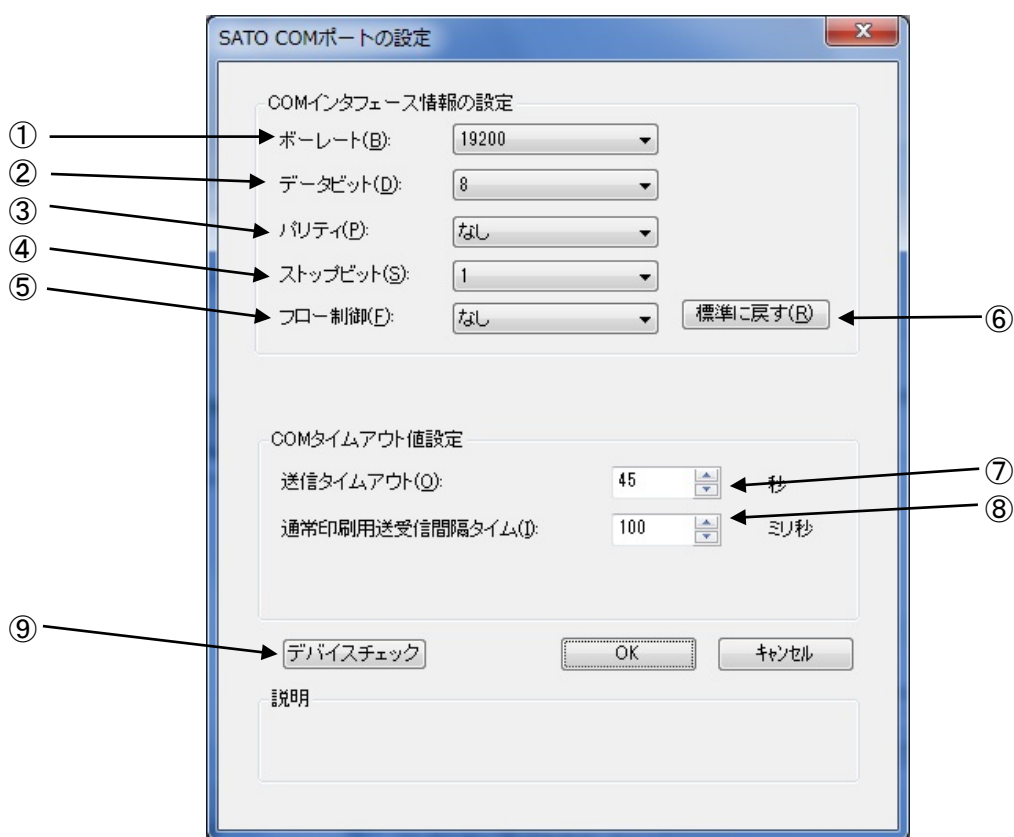 SATO COMポートの設定
COMインタフェース情報の設定
① ボーレート(B): 19200
② データビット(D): 8
③ パリティ(P): なし
④ ストップビット(S): 1
⑤ フロー制御(F): なし 標準に戻す(R) ⑥
COMタイムアウト値設定
送信タイムアウト(O): 45 秒 ⑦
通常印刷用送受信間隔タイム(I): 100 ミリ秒 ⑧
⑨ デバイスチェック OK キャンセル
説明